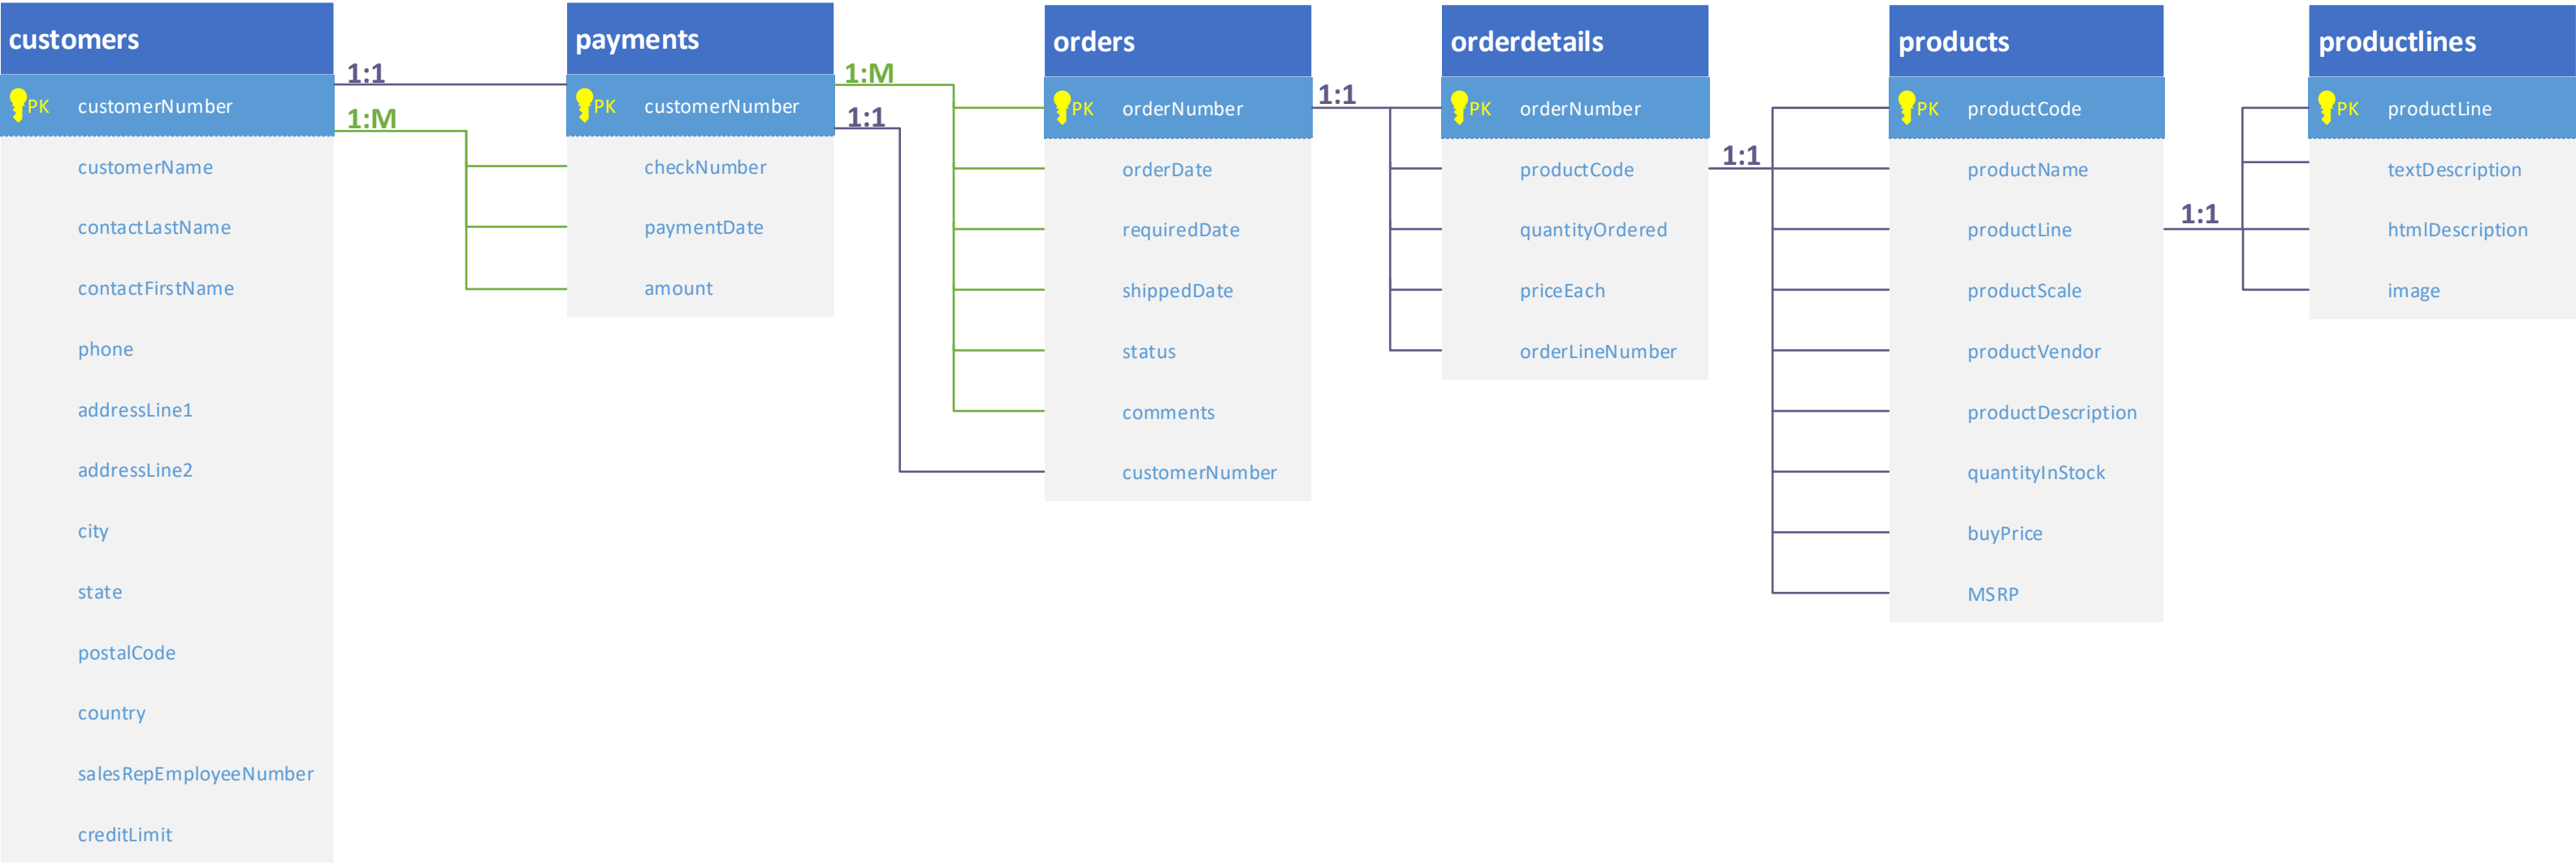 customers
PK customerNumber
customerName
contactLastName
contactFirstName
phone
addressLine1
addressLine2
city
state
postalCode
country
salesRepEmployeeNumber
creditLimit
1:1
1:M
payments
PK customerNumber
checkNumber
paymentDate
amount
1:M
1:1
orders
PK orderNumber
orderDate
requiredDate
shippedDate
status
comments
customerNumber
1:1
orderdetails
PK orderNumber
productCode
quantityOrdered
priceEach
orderLineNumber
1:1
products
PK productCode
productName
productLine
productScale
productVendor
productDescription
quantityInStock
buyPrice
MSRP
1:1
productlines
PK productLine
textDescription
htmlDescription
image